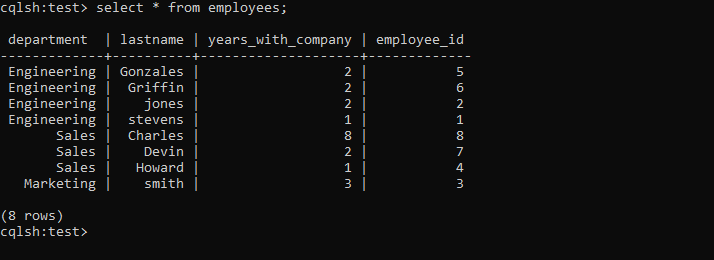 cqlsh:test> select * from employees;
 department  | lastname | years_with_company | employee_id
-------------+----------+--------------------+-------------
 Engineering | Gonzales |                  2 |           5
 Engineering |  Griffin |                  2 |           6
 Engineering |    jones |                  2 |           2
 Engineering |  stevens |                  1 |           1
       Sales |  Charles |                  8 |           8
       Sales |    Devin |                  2 |           7
       Sales |   Howard |                  1 |           4
   Marketing |    smith |                  3 |           3
(8 rows)
cqlsh:test>